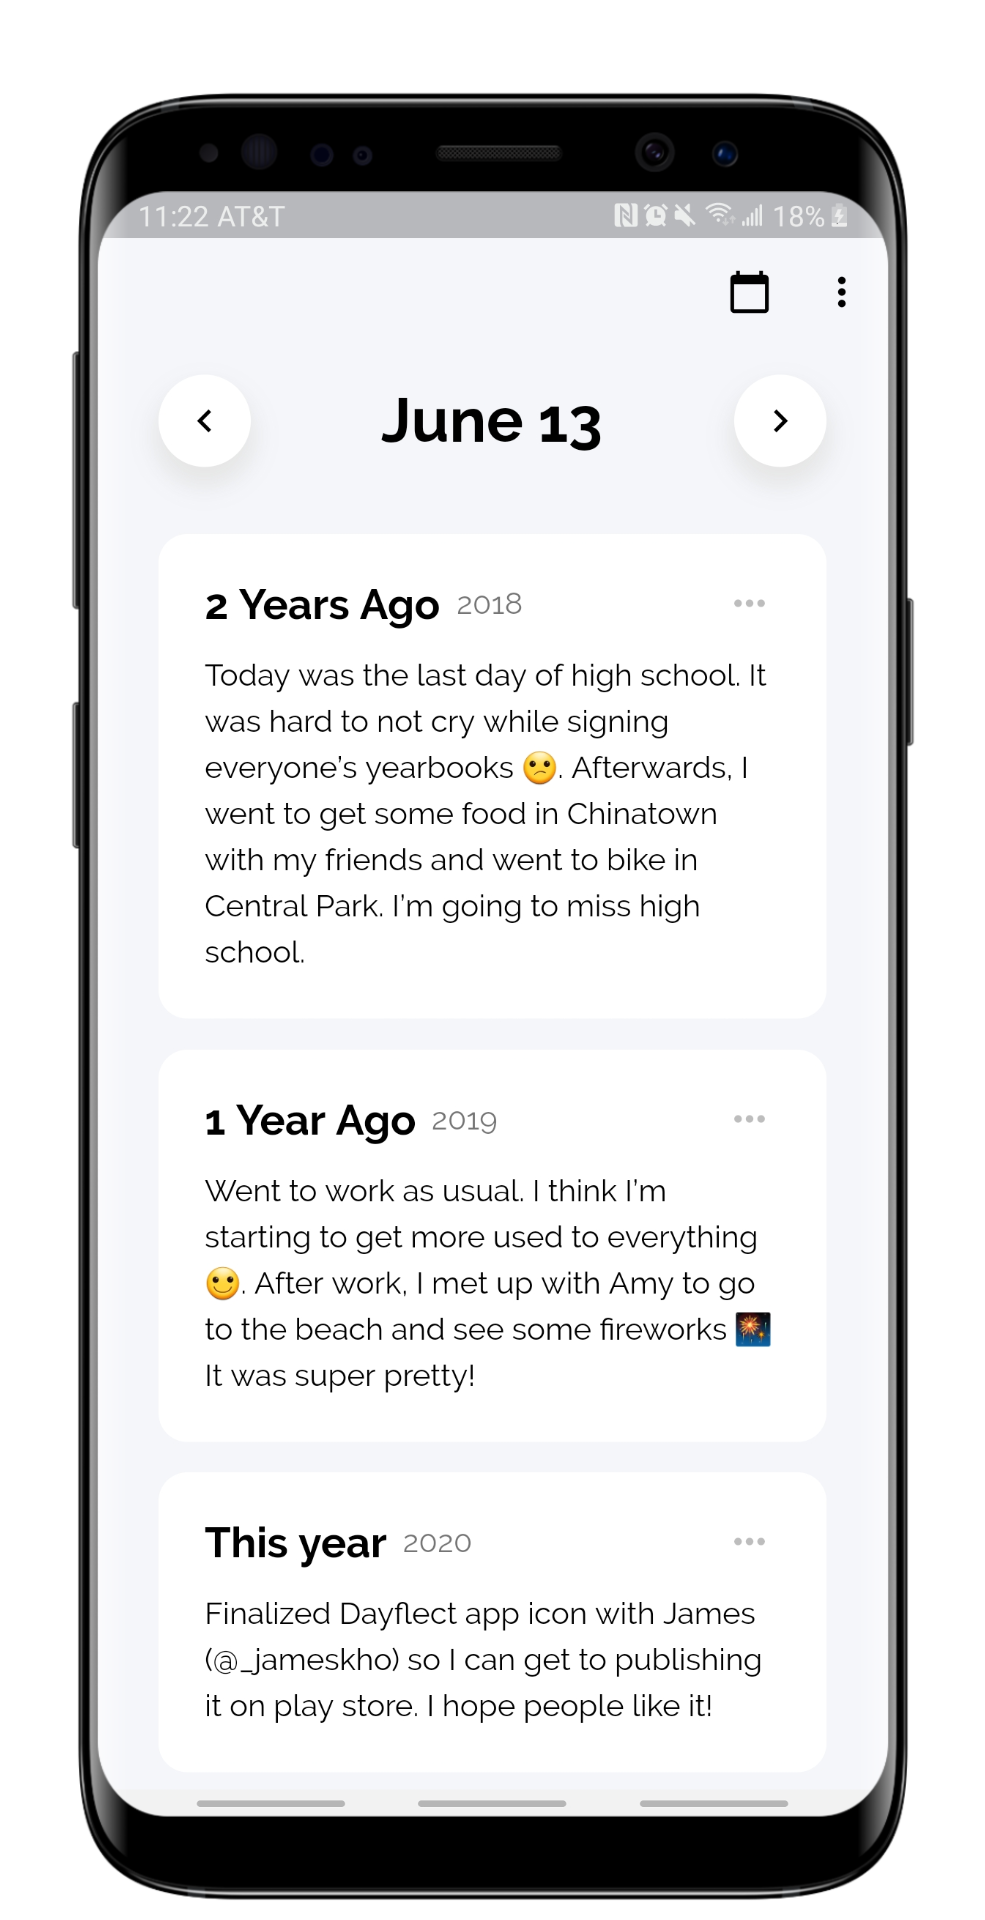 11:22 AT&T 18%
June 13
2 Years Ago 2018
Today was the last day of high school. It
was hard to not cry while signing
everyone’s yearbooks 😕. Afterwards, I
went to get some food in Chinatown
with my friends and went to bike in
Central Park. I’m going to miss high
school.
1 Year Ago 2019
Went to work as usual. I think I’m
starting to get more used to everything
🙂. After work, I met up with Amy to go
to the beach and see some fireworks 🎆
It was super pretty!
This year 2020
Finalized Dayflect app icon with James
(@_jameskho) so I can get to publishing
it on play store. I hope people like it!